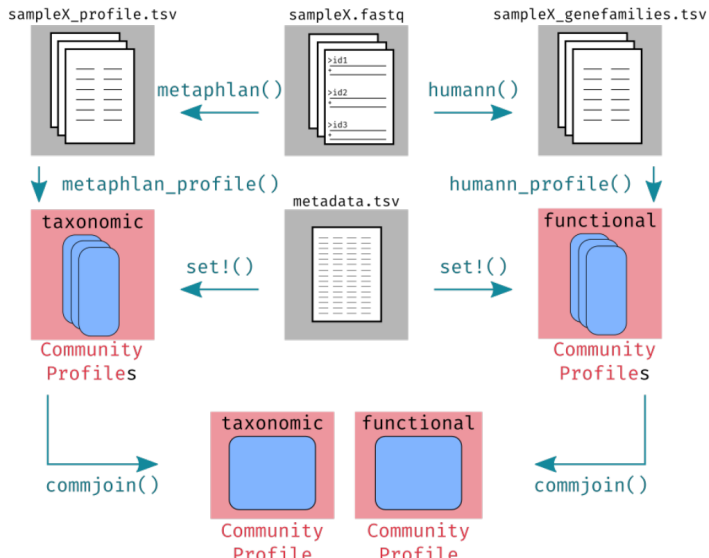 sampleX_profile.tsv sampleX.fastq sampleX_genefamilies.tsv
>id1
+
>id2
+
>id3
+
metaphlan() humann()
metaphlan_profile() humann_profile()
metadata.tsv
taxonomic functional
set!() set!()
Community Community
Profiles Profiles
taxonomic functional
commjoin() commjoin()
Community Community
Profile Profile